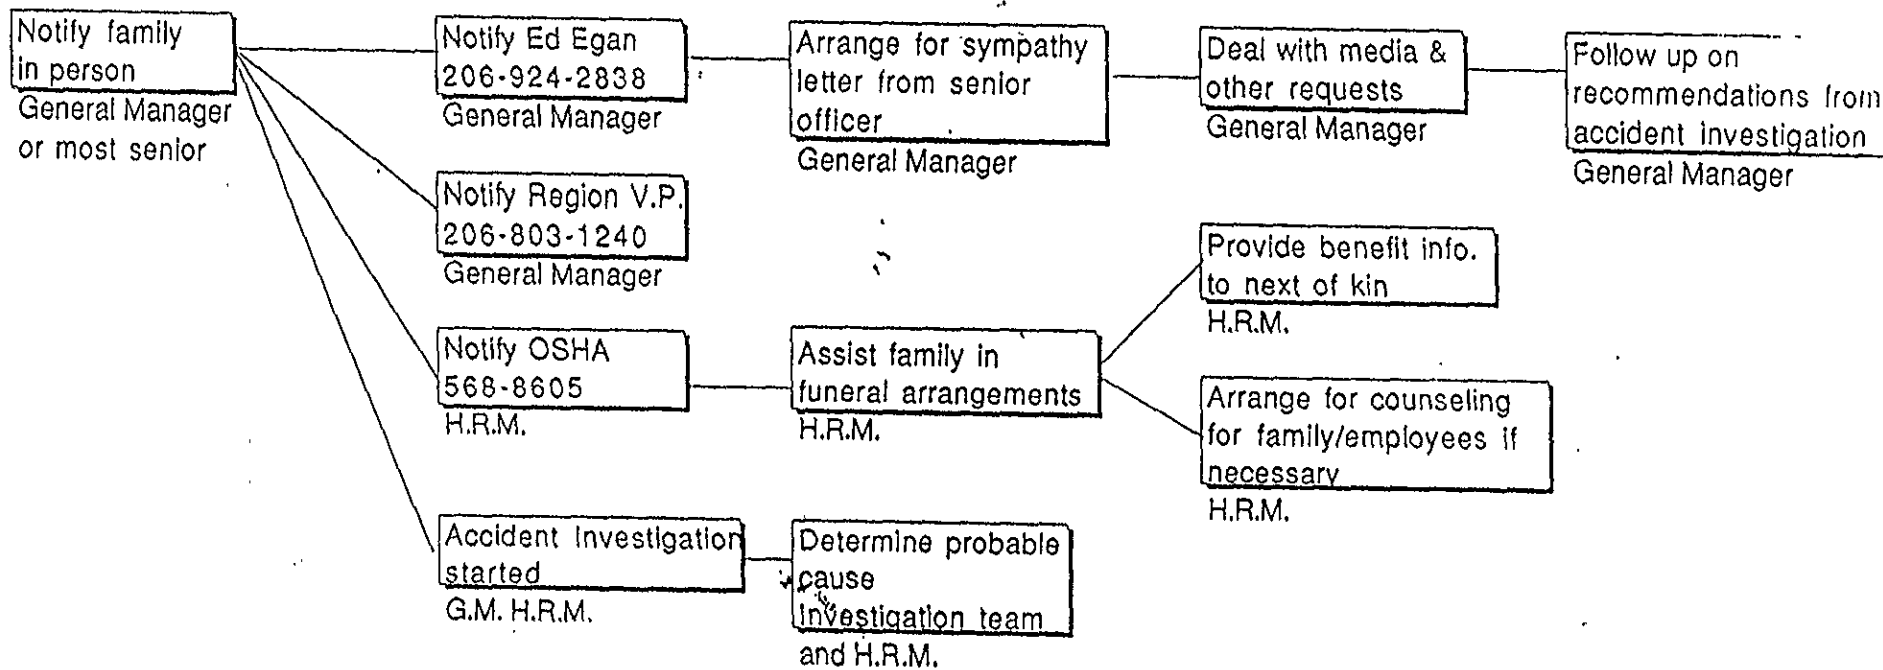 Notify family
in person
General Manager
or most senior
Notify Ed Egan
206-924-2838
General Manager
Arrange for sympathy
letter from senior
officer
General Manager
Deal with media &
other requests
General Manager
Follow up on
recommendations from
accident investigation
General Manager
Notify Region V.P.
206-803-1240
General Manager
Notify OSHA
568-8605
H.R.M.
Assist family in
funeral arrangements
H.R.M.
Provide benefit info.
to next of kin
H.R.M.
Arrange for counseling
for family/employees if
necessary
H.R.M.
Accident Investigation
started
G.M. H.R.M.
Determine probable
cause
Investigation team
and H.R.M.